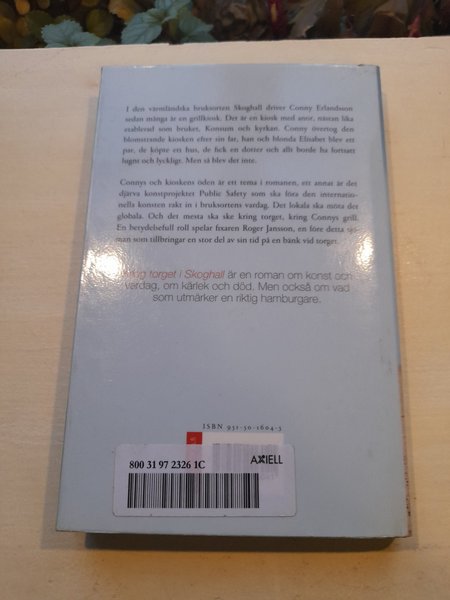 I den värmländska bruksorten Skoghall driver Conny Erlandsson
sedan många år en grillkiosk. Det är en kiosk med anor, nästan lika
etablerad som bruket, Konsum och kyrkan. Conny övertog den
blomstrande kiosken efter sin far, han och blonda Elisabet blev ett
par, de köpte ett hus, de fick en dotter och allt borde ha fortsatt
lugnt och lyckligt. Men så blev det inte.
Connys och kioskens öden är ett tema i romanen, ett annat är det
djärva konstprojektet Public Safety som ska föra den internatio-
nella konsten rakt in i bruksortens vardag. Det lokala ska möta det
globala. Och det mesta ska ske kring torget, kring Connys grill.
En betydelsefull roll spelar fixaren Roger Jansson, en före detta sjö-
man som tillbringar en stor del av sin tid på en bänk vid torget.
Kring torget i Skoghall är en roman om konst och
vardag, om kärlek och död. Men också om vad
som utmärker en riktig hamburgare.
ISBN 951-50-1604-5
800 31 97 2326 1C
AXIELL